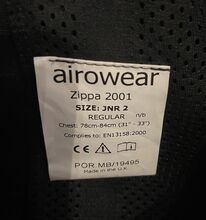 airowear
Zippa 2001
SIZE: JNR 2
REGULAR n/b
Chest: 78cm-84cm (31" - 33")
Complies to: EN13158:2000
CE
POR MB/19495
Made in the U.K.